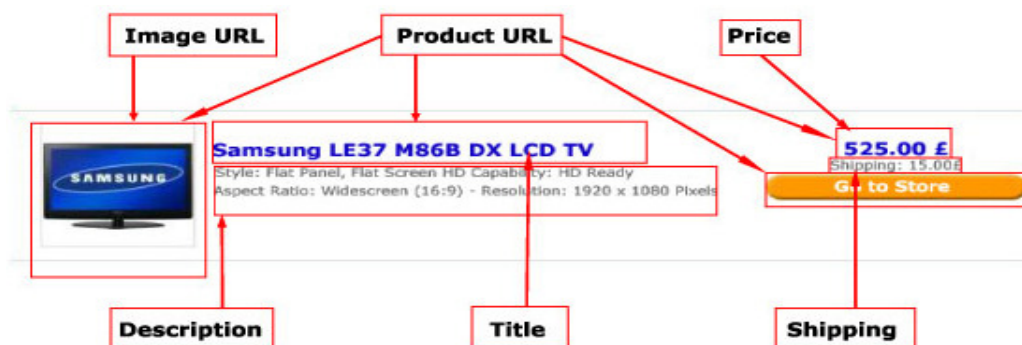 Image URL
Product URL
Price
SAMSUNG
Samsung LE37 M86B DX LCD TV
525.00 £
Style: Flat Panel, Flat Screen HD Capability: HD Ready
Shipping: 15.00£
Aspect Ratio: Widescreen (16:9) - Resolution: 1920 x 1080 Pixels
Go to Store
Description
Title
Shipping